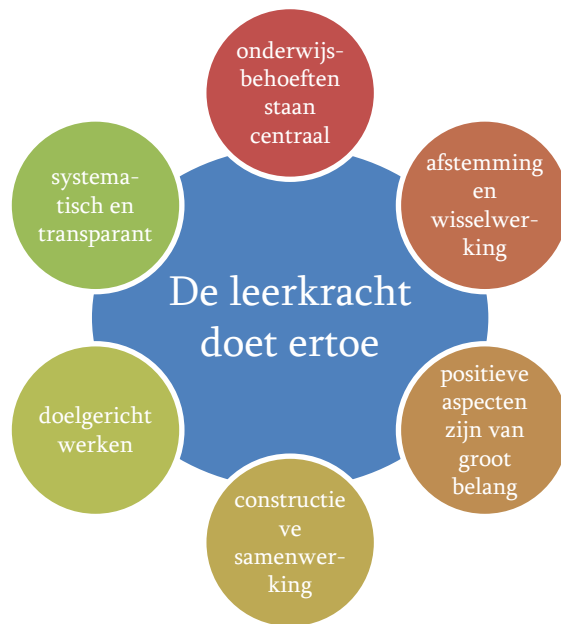 onderwijs-
behoeften
staan
centraal
afstemming
en
wisselwer-
king
positieve
aspecten
zijn van
groot
belang
constructie
ve
samenwer-
king
doelgericht
werken
systema-
tisch en
transparant
De leerkracht
doet ertoe